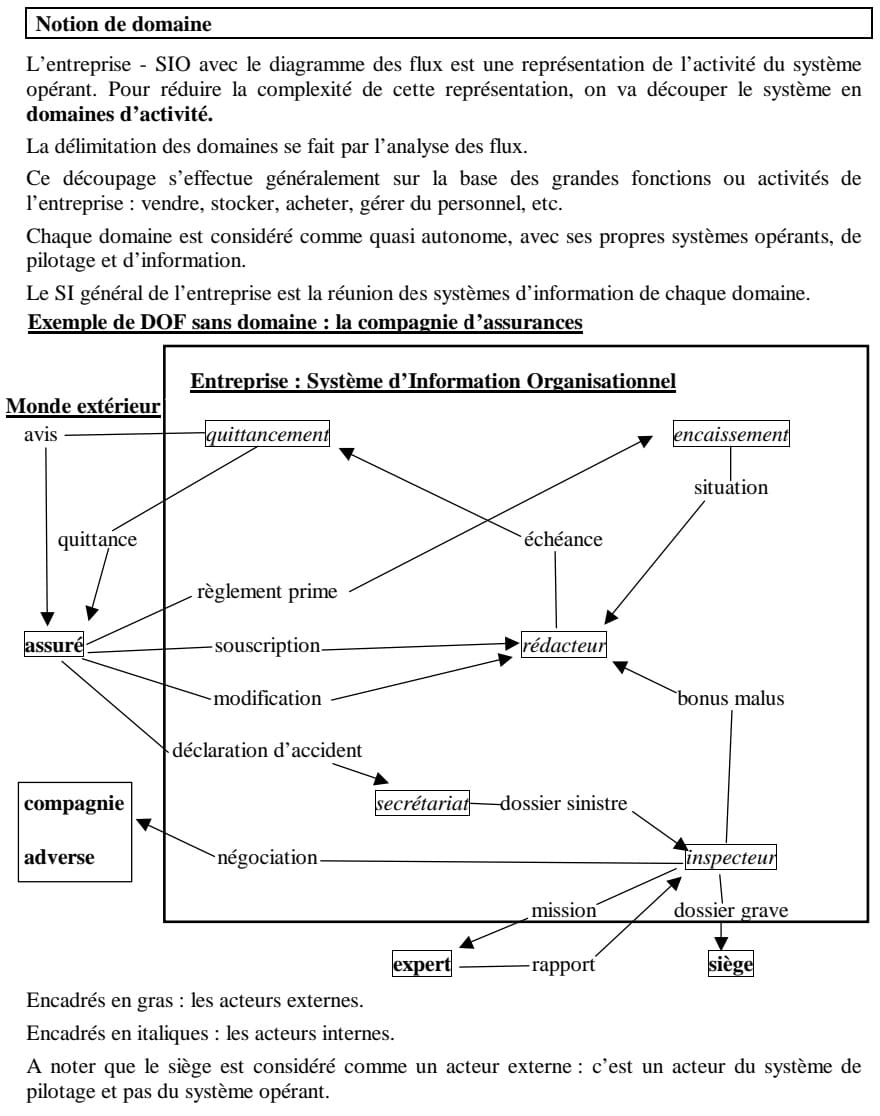 Notion de domaine
L’entreprise - SIO avec le diagramme des flux est une représentation de l’activité du système
opérant. Pour réduire la complexité de cette représentation, on va découper le système en
domaines d’activité.
La délimitation des domaines se fait par l’analyse des flux.
Ce découpage s’effectue généralement sur la base des grandes fonctions ou activités de
l’entreprise : vendre, stocker, acheter, gérer du personnel, etc.
Chaque domaine est considéré comme quasi autonome, avec ses propres systèmes opérants, de
pilotage et d’information.
Le SI général de l’entreprise est la réunion des systèmes d’information de chaque domaine.
Exemple de DOF sans domaine : la compagnie d’assurances
Entreprise : Système d’Information Organisationnel
Monde extérieur
avis quittancement encaissement
situation
quittance échéance
règlement prime
assuré souscription rédacteur
modification bonus malus
déclaration d’accident
compagnie secrétariat dossier sinistre
adverse négociation inspecteur
mission dossier grave
expert rapport siège
Encadrés en gras : les acteurs externes.
Encadrés en italiques : les acteurs internes.
A noter que le siège est considéré comme un acteur externe : c’est un acteur du système de
pilotage et pas du système opérant.